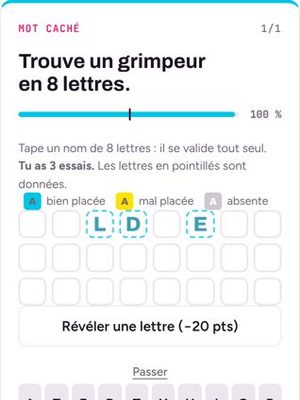 MOT CACHÉ 1/1
Trouve un grimpeur
en 8 lettres.
100 %
Tape un nom de 8 lettres : il se valide tout seul.
Tu as 3 essais. Les lettres en pointillés sont
données.
A bien placée A mal placée A absente
L D E
Révéler une lettre (−20 pts)
Passer